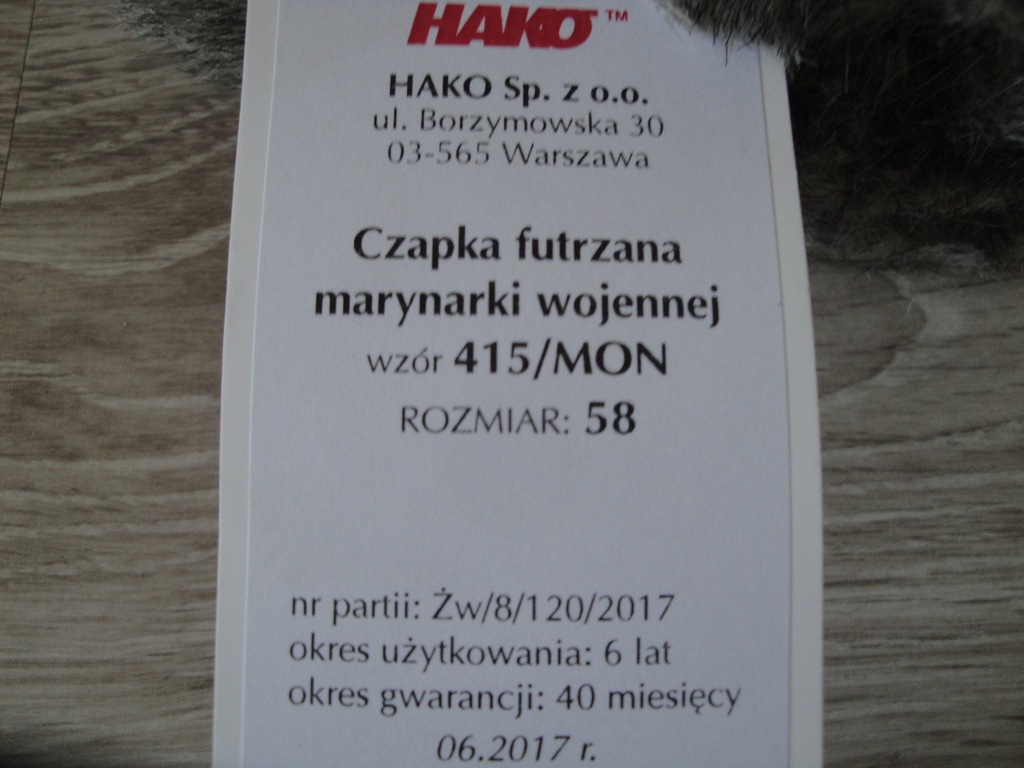 HAKO™
HAKO Sp. z o.o.
ul. Borzymowska 30
03-565 Warszawa
Czapka futrzana
marynarki wojennej
wzór 415/MON
ROZMIAR: 58
nr partii: Żw/8/120/2017
okres użytkowania: 6 lat
okres gwarancji: 40 miesięcy
06.2017 r.